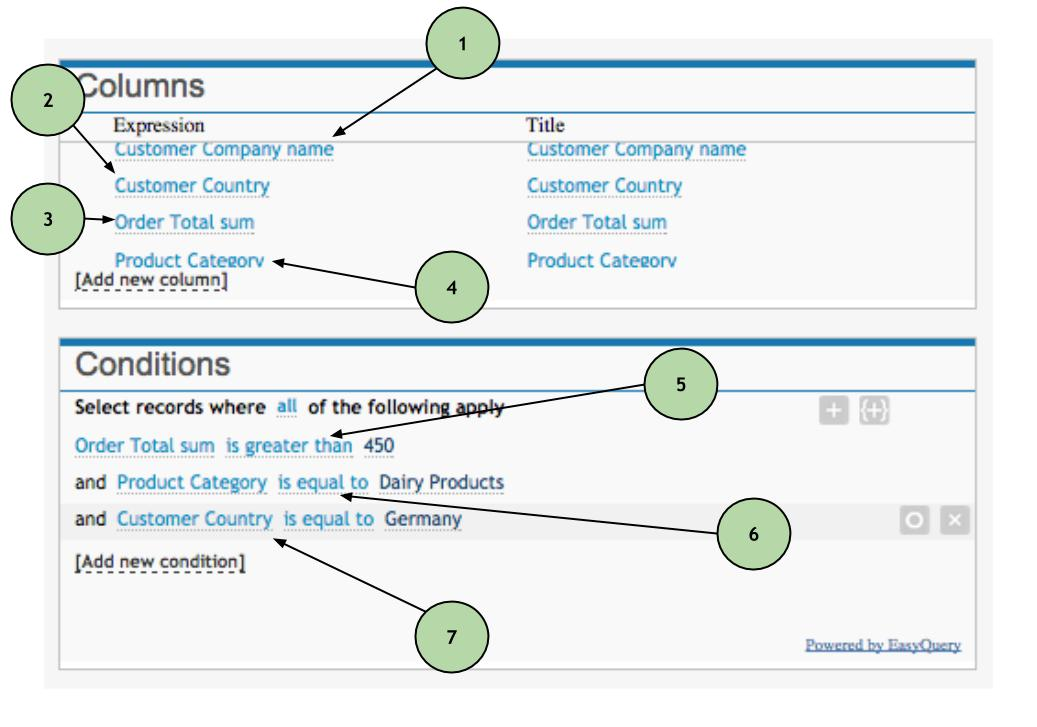 1
Columns
2
Expression Title
Customer Company name Customer Company name
Customer Country Customer Country
3
Order Total sum Order Total sum
Product Category Product Category
[Add new column]
4
Conditions
5
Select records where all of the following apply + {+}
Order Total sum is greater than 450
and Product Category is equal to Dairy Products
and Customer Country is equal to Germany
6
[Add new condition]
7
Powered by EasyQuery